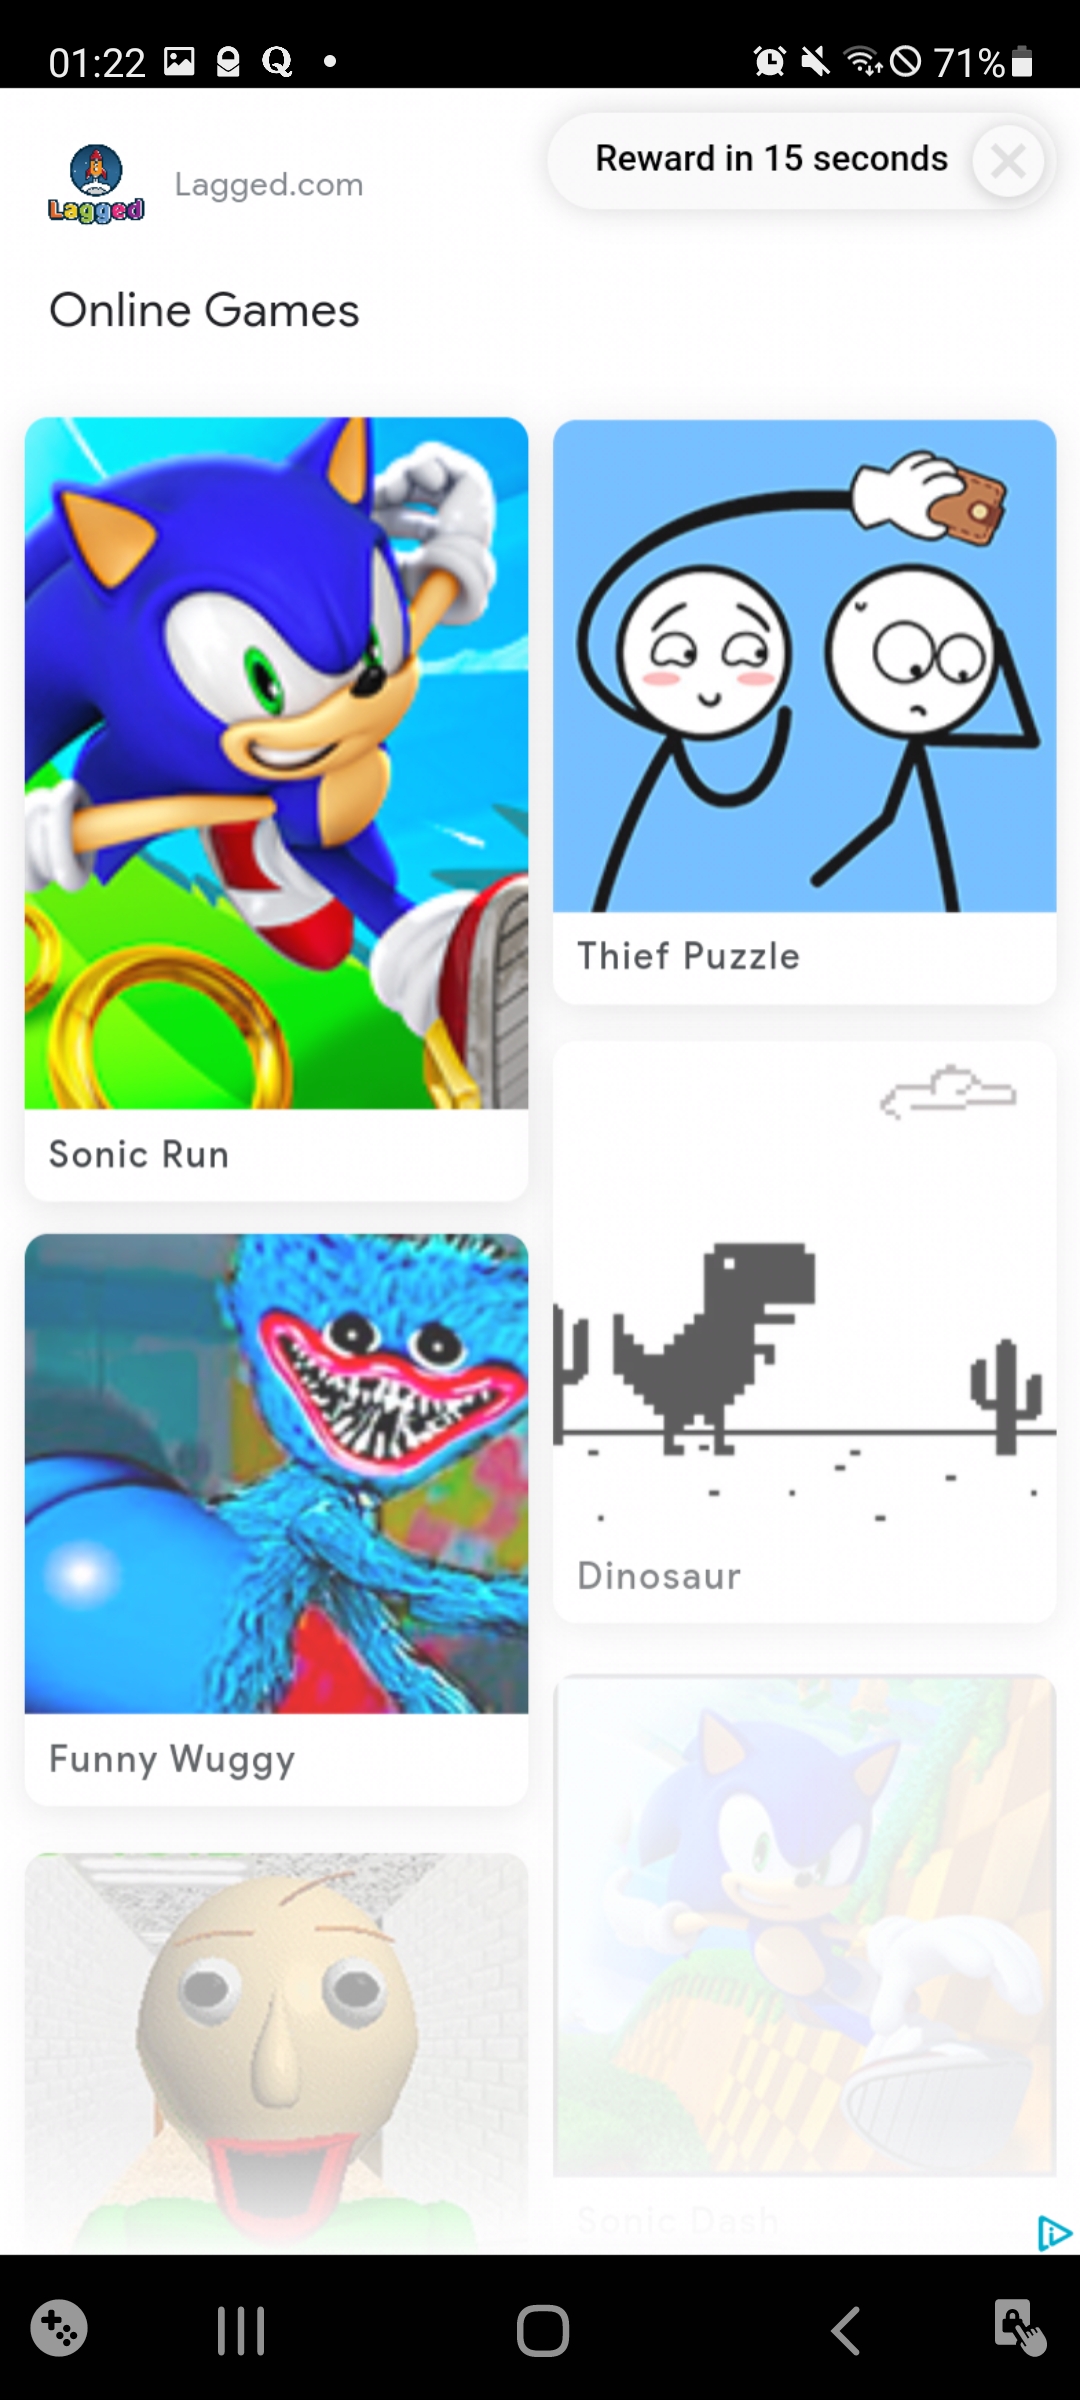 01:22
71%
Lagged
Lagged.com
Reward in 15 seconds
Online Games
Sonic Run
Thief Puzzle
Dinosaur
Funny Wuggy
Sonic Dash